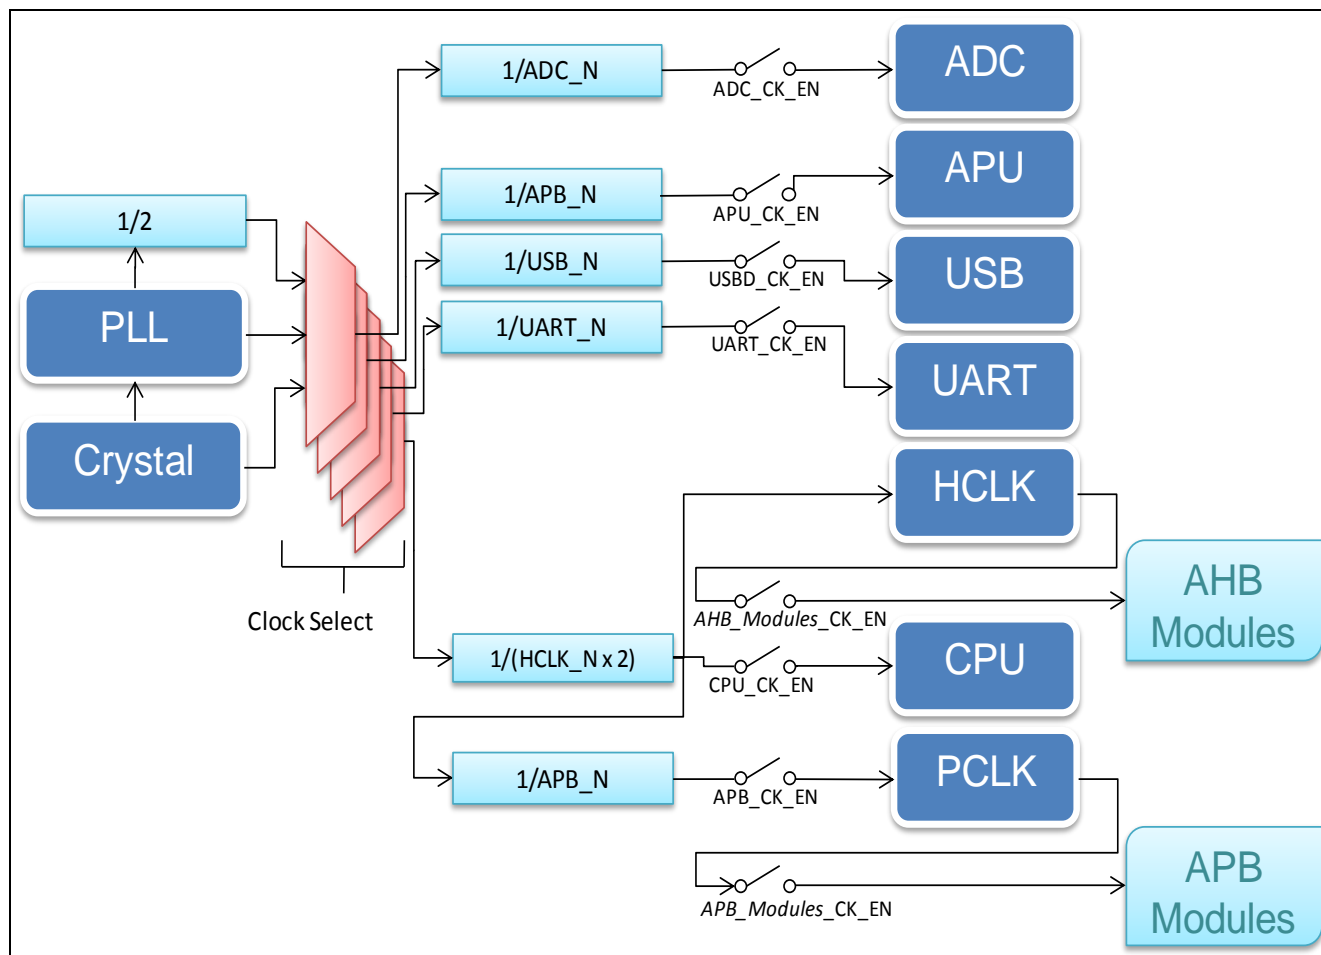 1/ADC_N
ADC_CK_EN
ADC
1/APB_N
APU_CK_EN
APU
1/2
1/USB_N
USBD_CK_EN
USB
PLL
1/UART_N
UART_CK_EN
UART
Crystal
HCLK
Clock Select
AHB_Modules_CK_EN
AHB
Modules
1/(HCLK_N x 2)
CPU_CK_EN
CPU
1/APB_N
APB_CK_EN
PCLK
APB_Modules_CK_EN
APB
Modules